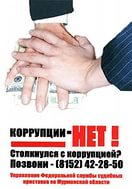 КОРРУПЦИИ-НЕТ!
Столкнулся с коррупцией?
Позвони - (8152) 42-28-50
Управление Федеральной службы судебных
приставов по Мурманской области